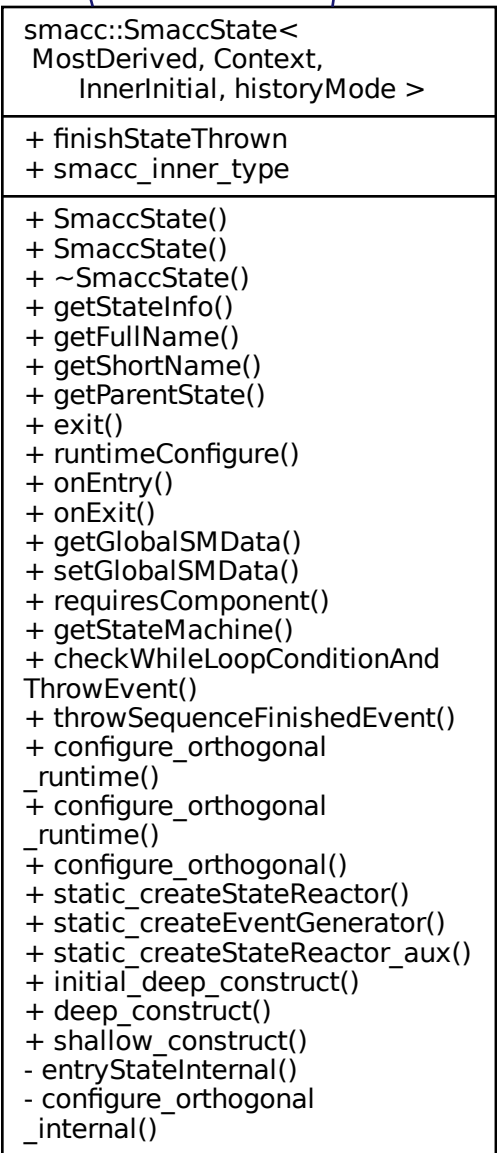 smacc::SmaccState<
MostDerived, Context,
InnerInitial, historyMode >
+ finishStateThrown
+ smacc_inner_type
+ SmaccState()
+ SmaccState()
+ ~SmaccState()
+ getStateInfo()
+ getFullName()
+ getShortName()
+ getParentState()
+ exit()
+ runtimeConfigure()
+ onEntry()
+ onExit()
+ getGlobalSMData()
+ setGlobalSMData()
+ requiresComponent()
+ getStateMachine()
+ checkWhileLoopConditionAnd
ThrowEvent()
+ throwSequenceFinishedEvent()
+ configure_orthogonal
_runtime()
+ configure_orthogonal
_runtime()
+ configure_orthogonal()
+ static_createStateReactor()
+ static_createEventGenerator()
+ static_createStateReactor_aux()
+ initial_deep_construct()
+ deep_construct()
+ shallow_construct()
- entryStateInternal()
- configure_orthogonal
_internal()